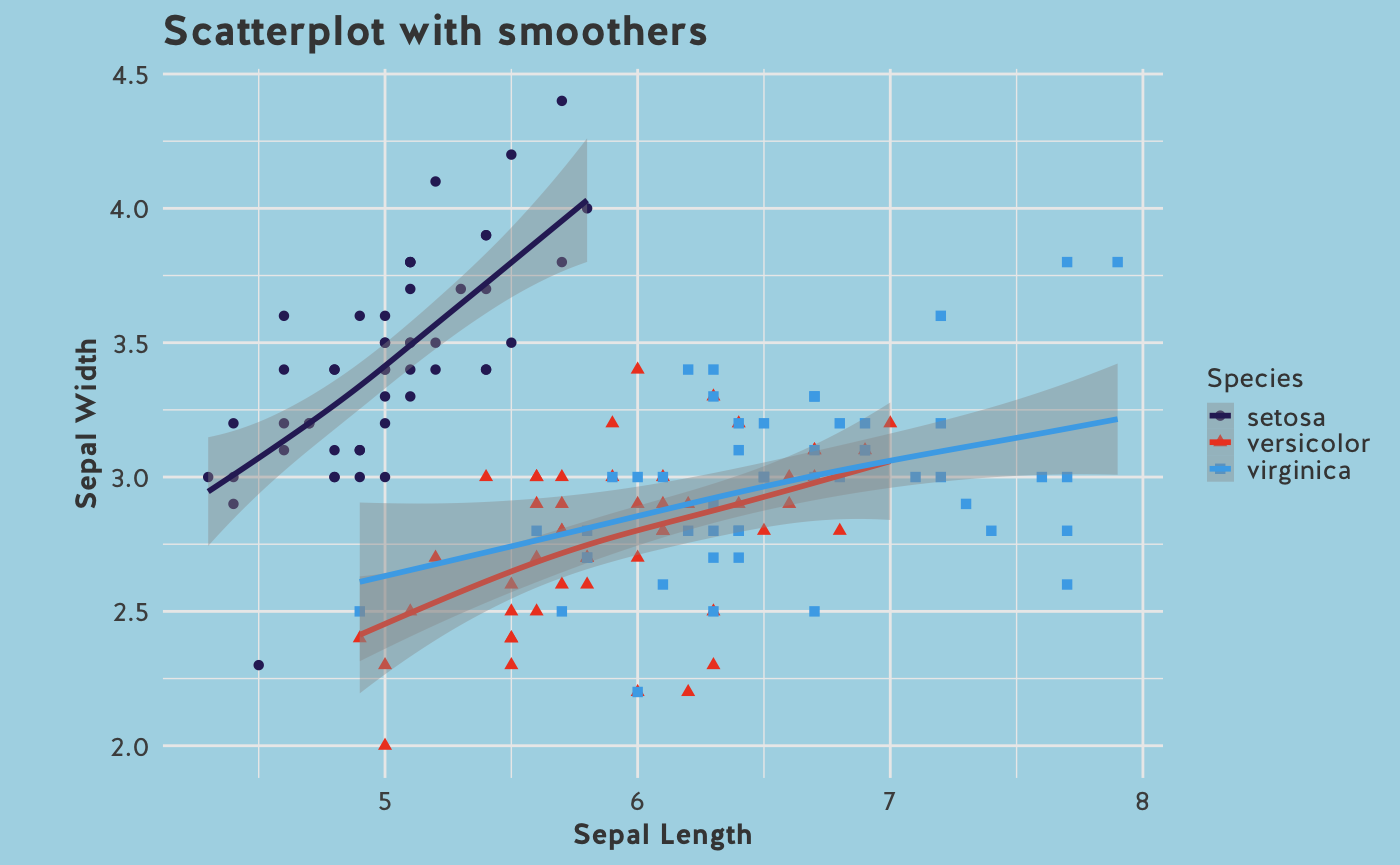 Scatterplot with smoothers
4.5
4.0
3.5
3.0
2.5
2.0
Sepal Width
5
6
7
8
Sepal Length
Species
setosa
versicolor
virginica